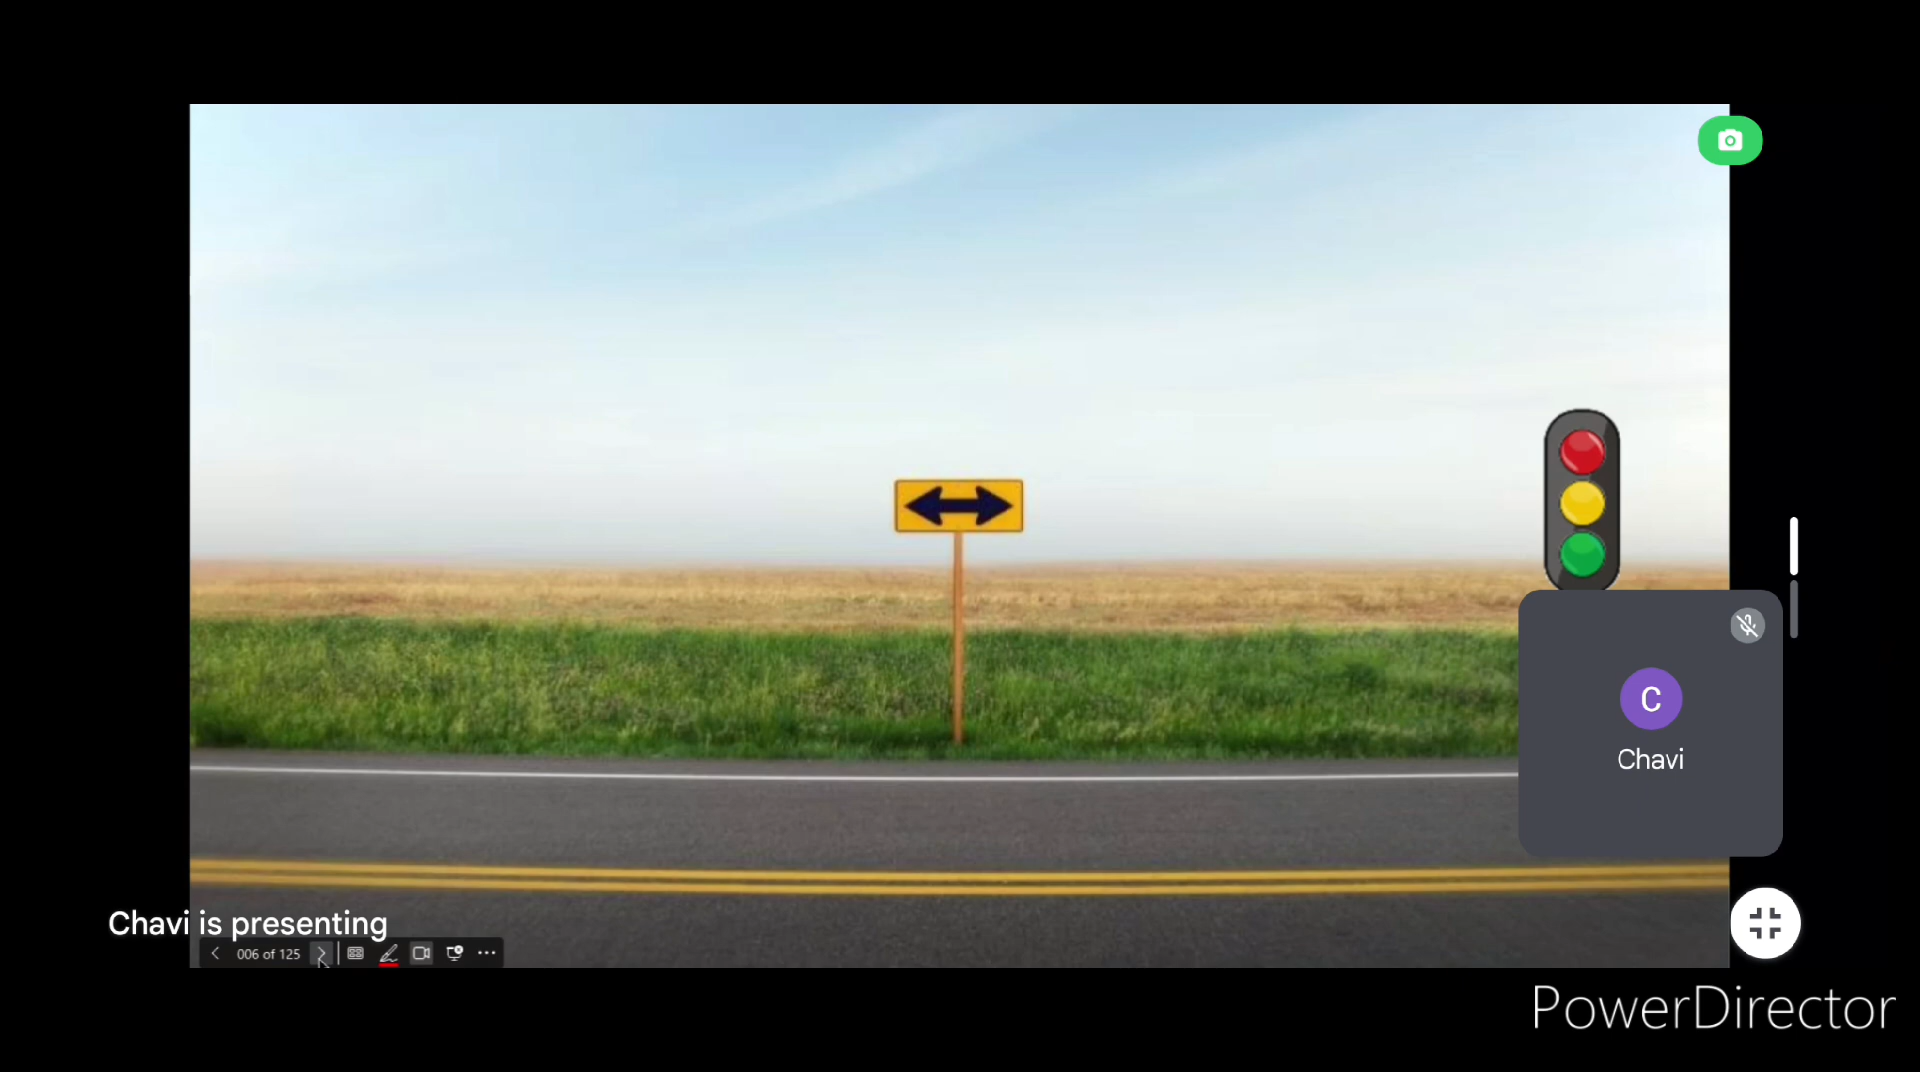 C
Chavi
Chavi is presenting
006 of 125
PowerDirector